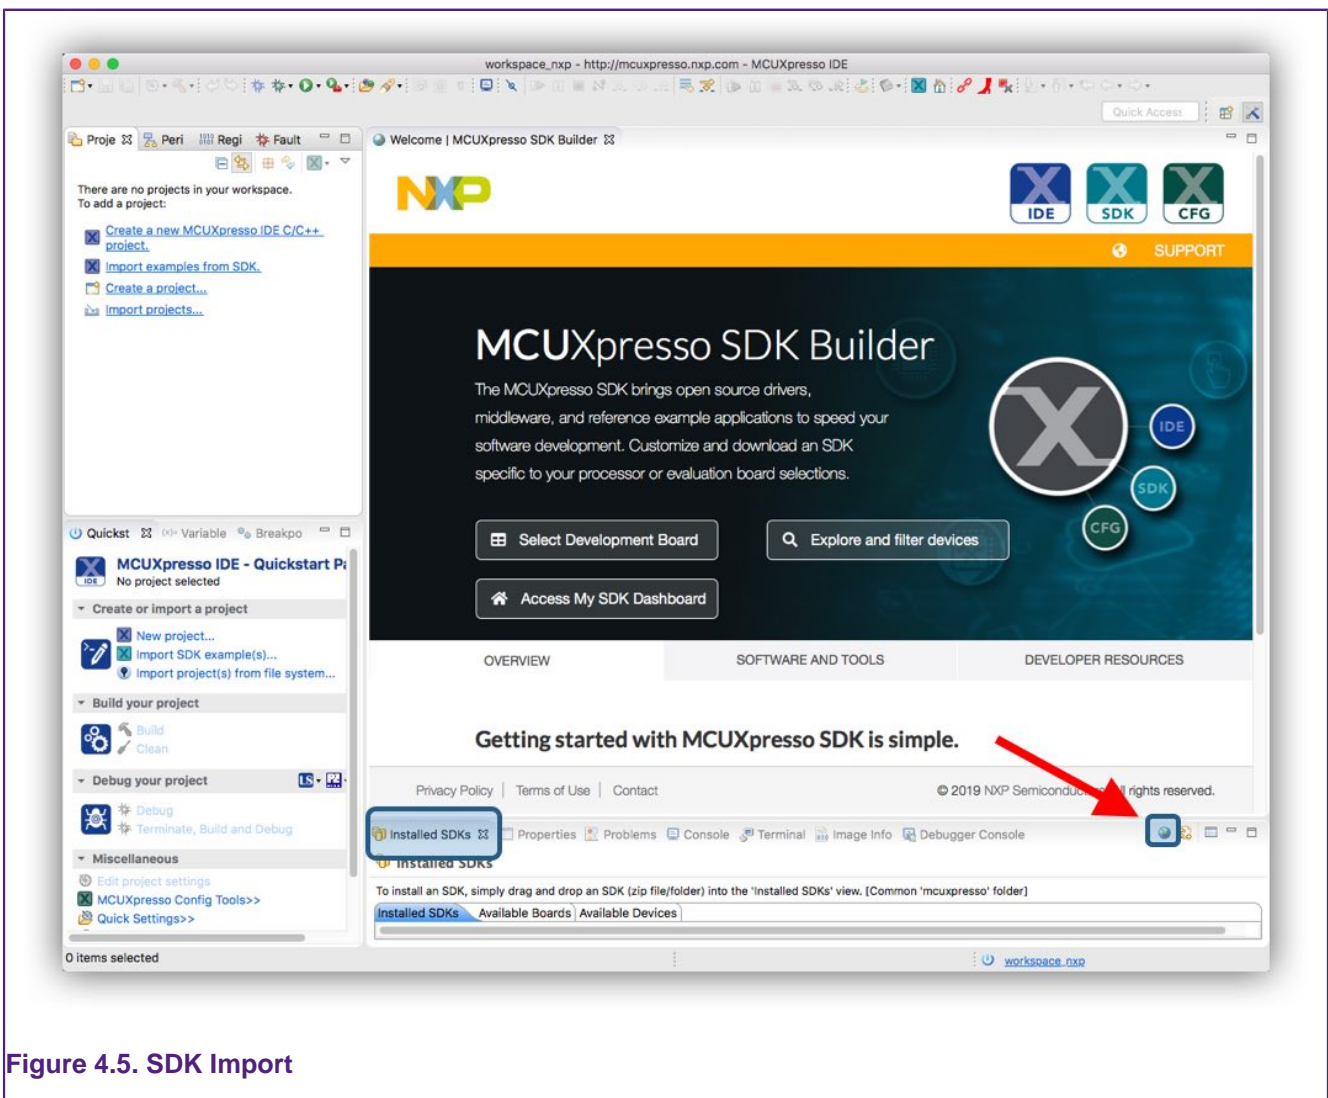 workspace_nxp - http://mcuxpresso.nxp.com - MCUXpresso IDE
Quick Access
Proje Peri Regi Fault
Welcome | MCUXpresso SDK Builder
There are no projects in your workspace.
To add a project:
Create a new MCUXpresso IDE C/C++
project.
Import examples from SDK.
Create a project...
Import projects...
NXP
IDE SDK CFG
SUPPORT
MCUXpresso SDK Builder
The MCUXpresso SDK brings open source drivers,
middleware, and reference example applications to speed your
software development. Customize and download an SDK
specific to your processor or evaluation board selections.
IDE
SDK
CFG
Select Development Board
Explore and filter devices
Access My SDK Dashboard
OVERVIEW
SOFTWARE AND TOOLS
DEVELOPER RESOURCES
Getting started with MCUXpresso SDK is simple.
Privacy Policy | Terms of Use | Contact
© 2019 NXP Semiconduc ll rights reserved.
Quickst Variable Breakpo
IDE
MCUXpresso IDE - Quickstart Pa
No project selected
Create or import a project
New project...
Import SDK example(s)...
Import project(s) from file system...
Build your project
Build
Clean
Debug your project
LS
Debug
Terminate, Build and Debug
Miscellaneous
Edit project settings
MCUXpresso Config Tools>>
Quick Settings>>
Installed SDKs Properties Problems Console Terminal Image Info Debugger Console
Installed SDKs
To install an SDK, simply drag and drop an SDK (zip file/folder) into the 'Installed SDKs' view. [Common 'mcuxpresso' folder]
Installed SDKs Available Boards Available Devices
0 items selected
workspace_nxp
Figure 4.5. SDK Import